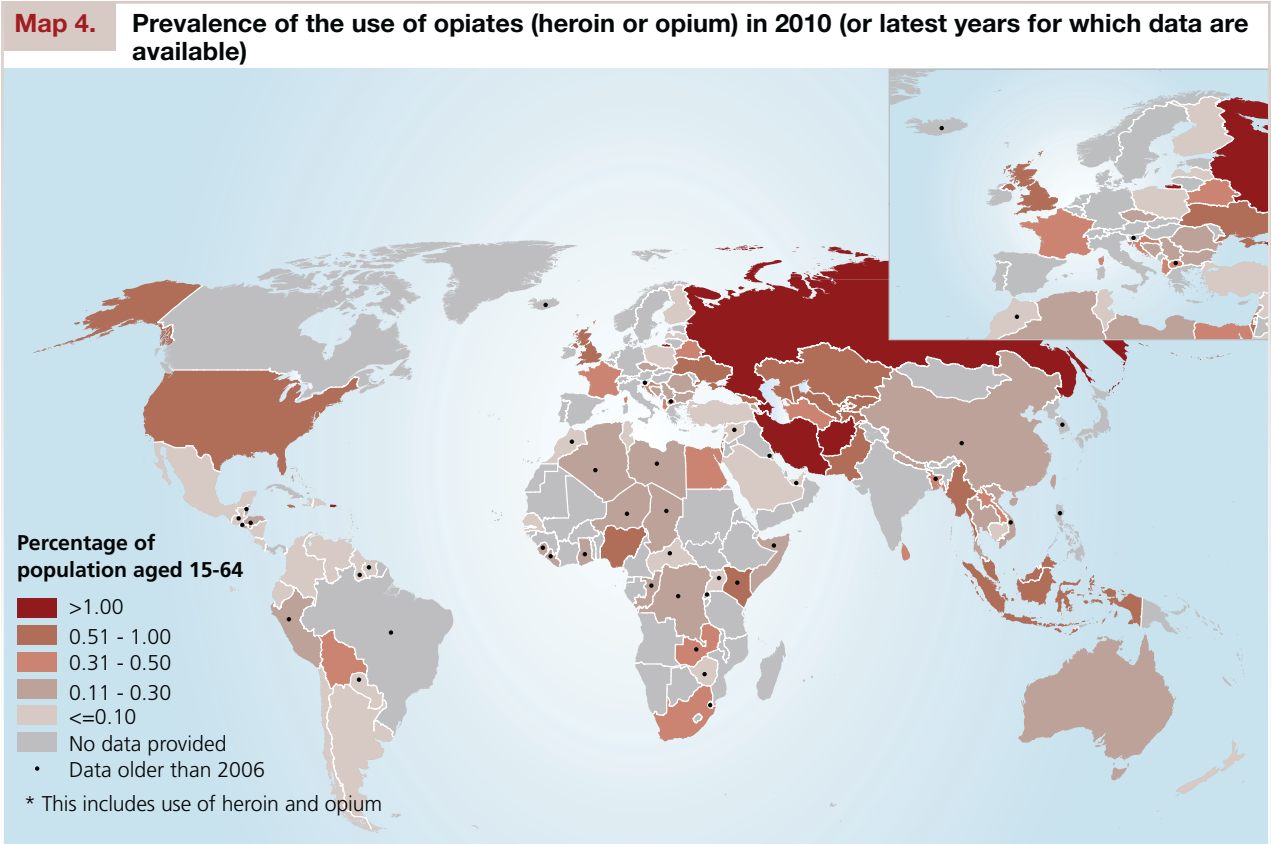 Map 4.
Prevalence of the use of opiates (heroin or opium) in 2010 (or latest years for which data are
available)
Percentage of
population aged 15-64
>1.00
0.51 - 1.00
0.31 - 0.50
0.11 - 0.30
<=0.10
No data provided
Data older than 2006
* This includes use of heroin and opium